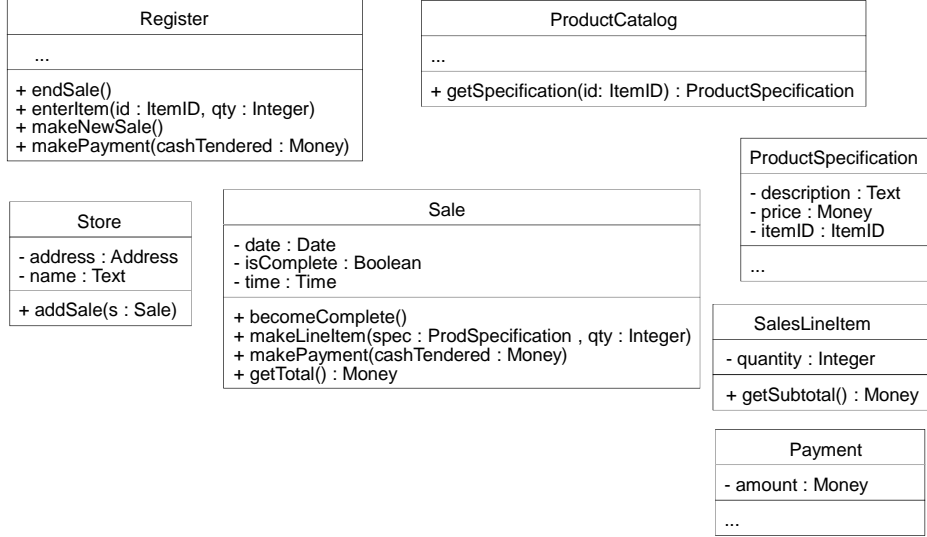 Register
...
+ endSale()
+ enterItem(id : ItemID, qty : Integer)
+ makeNewSale()
+ makePayment(cashTendered : Money)
ProductCatalog
...
+ getSpecification(id: ItemID) : ProductSpecification
ProductSpecification
- description : Text
- price : Money
- itemID : ItemID
...
Store
- address : Address
- name : Text
+ addSale(s : Sale)
Sale
- date : Date
- isComplete : Boolean
- time : Time
+ becomeComplete()
+ makeLineItem(spec : ProdSpecification , qty : Integer)
+ makePayment(cashTendered : Money)
+ getTotal() : Money
SalesLineItem
- quantity : Integer
+ getSubtotal() : Money
Payment
- amount : Money
...